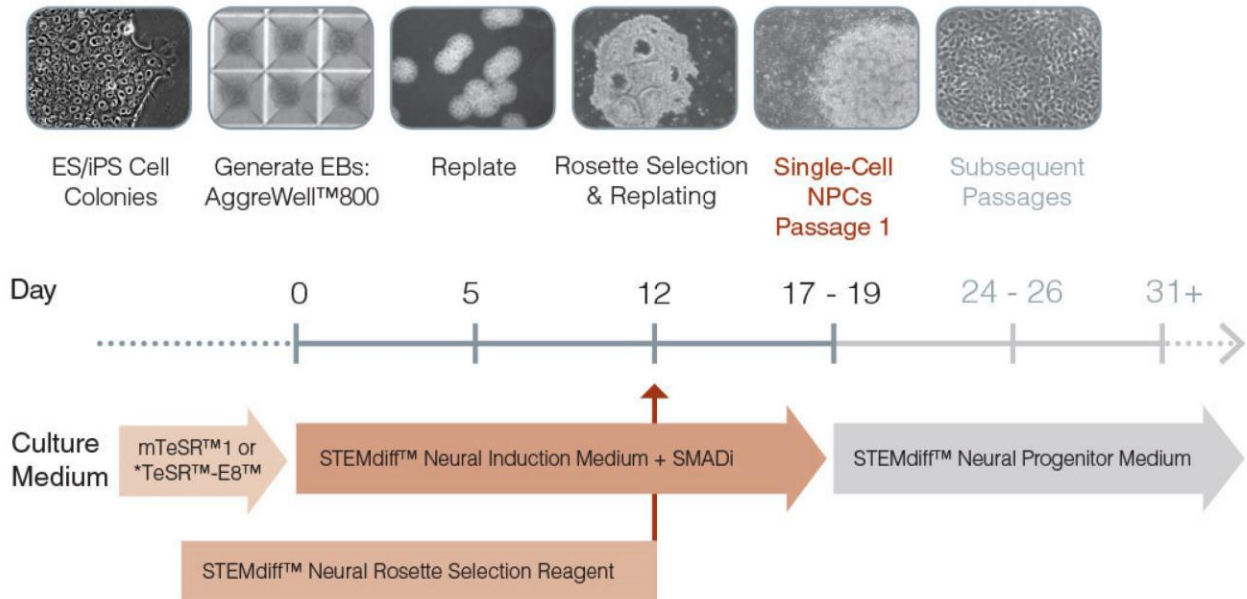 ES/iPS Cell
Colonies
Generate EBs:
AggreWell™800
Replate
Rosette Selection
& Replating
Single-Cell
NPCs
Passage 1
Subsequent
Passages
Day
0
5
12
17 - 19
24 - 26
31+
Culture
Medium
mTeSR™1 or
*TeSR™-E8™
STEMdiff™ Neural Induction Medium + SMADi
STEMdiff™ Neural Progenitor Medium
STEMdiff™ Neural Rosette Selection Reagent